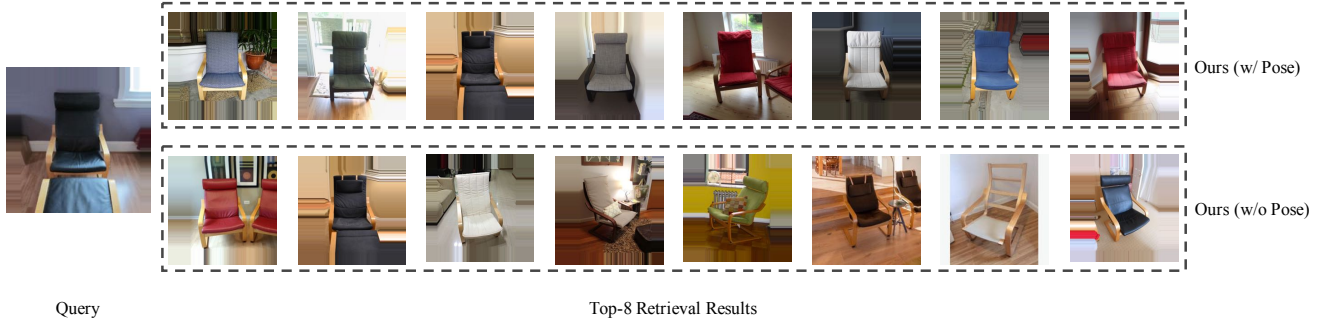 Ours (w/ Pose)
Ours (w/o Pose)
Query
Top-8 Retrieval Results